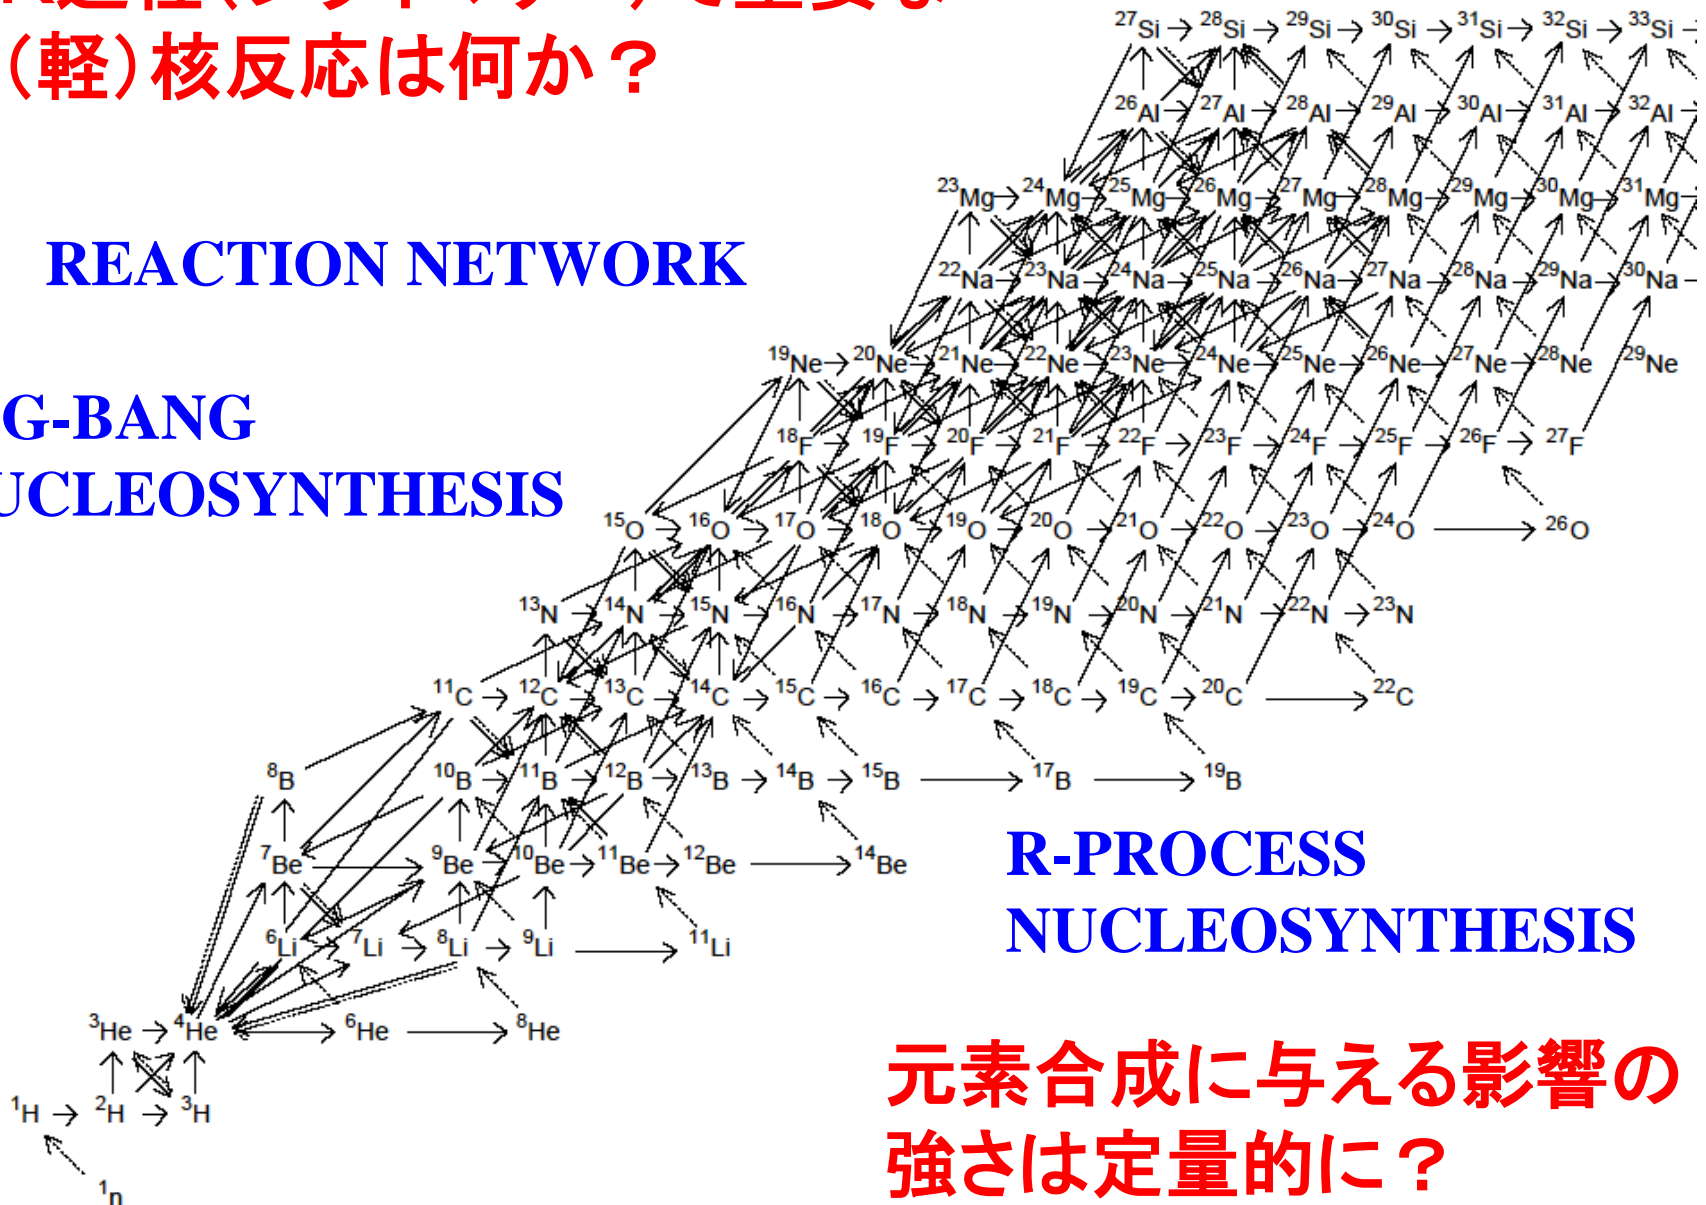 (軽)核反応は何か?
REACTION NETWORK
G-BANG
UCLEOSYNTHESIS
27Si 28Si 29Si 30Si 31Si 32Si 33Si
26Al 27Al 28Al 29Al 30Al 31Al 32Al
23Mg 24Mg 25Mg 26Mg 27Mg 28Mg 29Mg 30Mg 31Mg
22Na 23Na 24Na 25Na 26Na 27Na 28Na 29Na 30Na
19Ne 20Ne 21Ne 22Ne 23Ne 24Ne 25Ne 26Ne 27Ne 28Ne 29Ne
18F 19F 20F 21F 22F 23F 24F 25F 26F 27F
15O 16O 17O 18O 19O 20O 21O 22O 23O 24O 26O
13N 14N 15N 16N 17N 18N 19N 20N 21N 22N 23N
11C 12C 13C 14C 15C 16C 17C 18C 19C 20C 22C
8B 10B 11B 12B 13B 14B 15B 17B 19B
7Be 9Be 10Be 11Be 12Be 14Be
6Li 7Li 8Li 9Li 11Li
3He 4He 6He 8He
1H 2H 3H
1n
R-PROCESS
NUCLEOSYNTHESIS
元素合成に与える影響の
強さは定量的に?